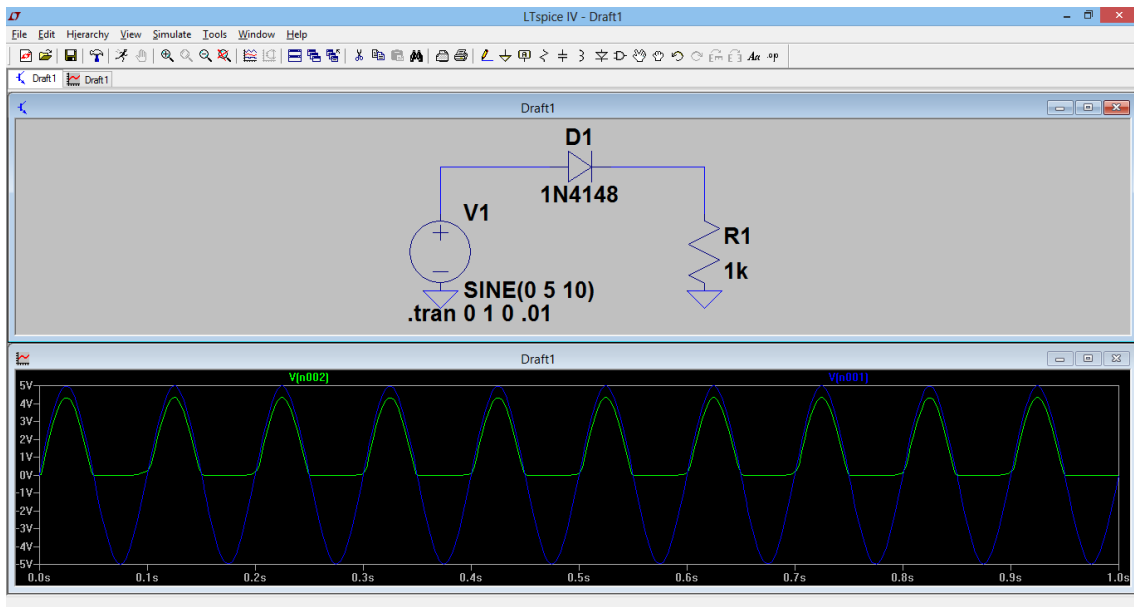 LTspice IV - Draft1
File Edit Hierarchy View Simulate Tools Window Help
Aa .op
Draft1 Draft1
Draft1
D1
1N4148
V1
R1
1k
SINE(0 5 10)
.tran 0 1 0 .01
Draft1
V(n002) V(n001)
5V
4V
3V
2V
1V
0V
-1V
-2V
-3V
-4V
-5V
0.0s 0.1s 0.2s 0.3s 0.4s 0.5s 0.6s 0.7s 0.8s 0.9s 1.0s